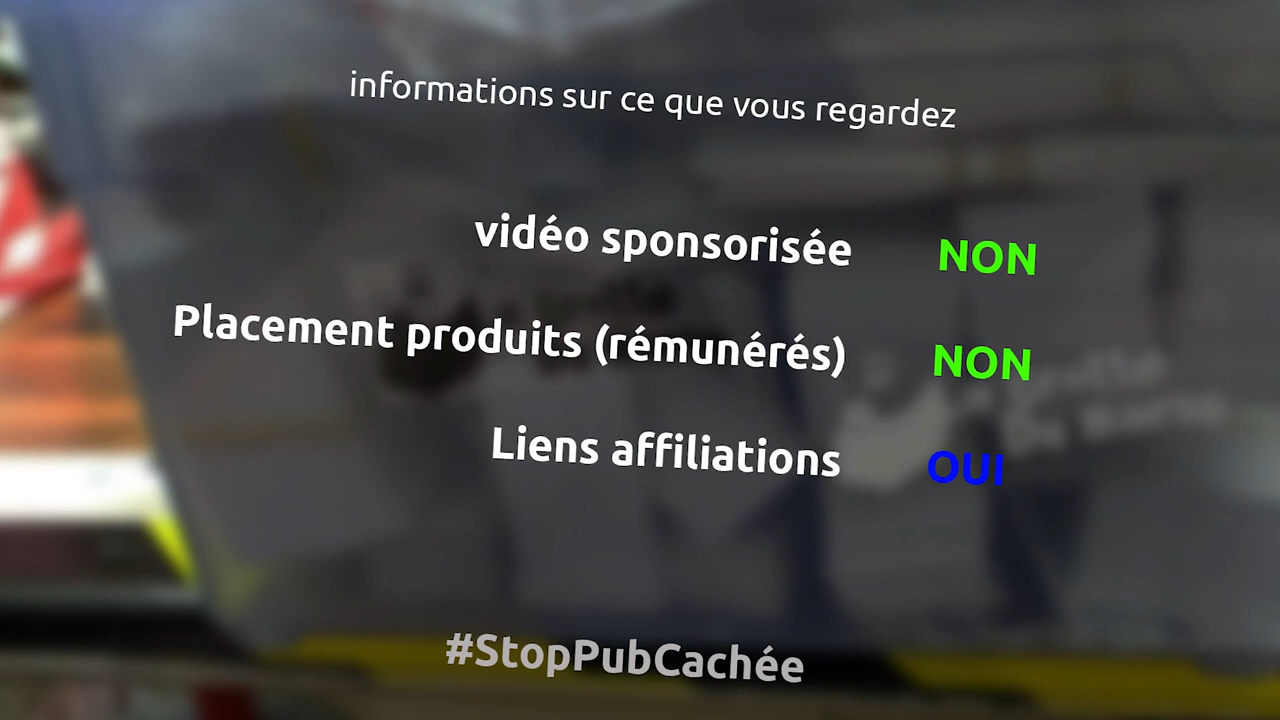 informations sur ce que vous regardez
vidéo sponsorisée NON
Placement produits (rémunérés) NON
Liens affiliations OUI
#StopPubCachée